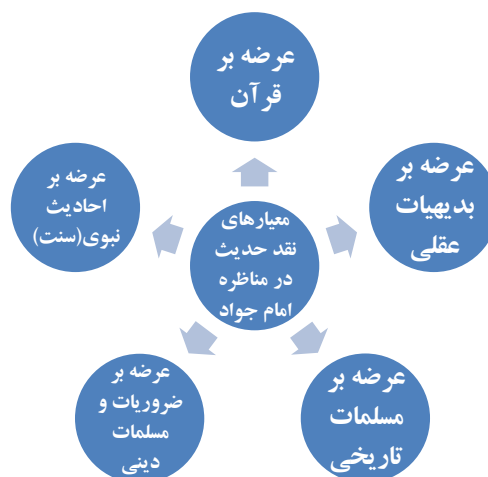 عرضه بر
قرآن
عرضه بر
بدیهیات
عقلی
عرضه بر
احادیث
نبوی(سنت)
معیارهای
نقد حدیث
در مناظره
امام جواد
عرضه بر
مسلمات
تاریخی
عرضه بر
ضروریات و
مسلمات
دینی